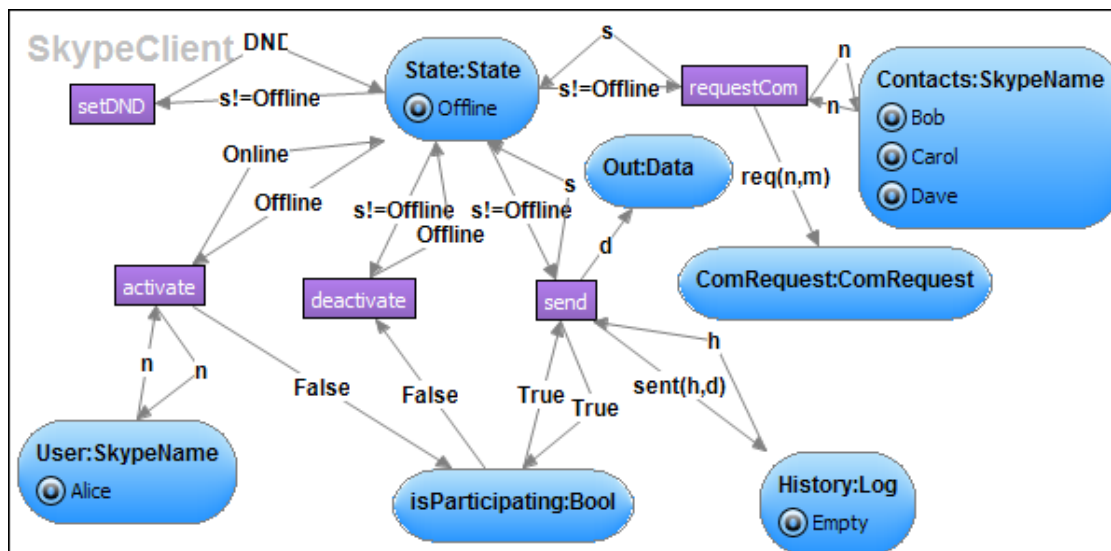 SkypeClient
DND
s!=Offline
setDND
State:State
Offline
s
s!=Offline
requestCom
n
n
Contacts:SkypeName
Bob
Carol
Dave
Online
Offline
s!=Offline
Offline
s!=Offline
s
Out:Data
d
req(n,m)
ComRequest:ComRequest
activate
deactivate
send
n
n
False
False
True
True
h
sent(h,d)
User:SkypeName
Alice
isParticipating:Bool
History:Log
Empty